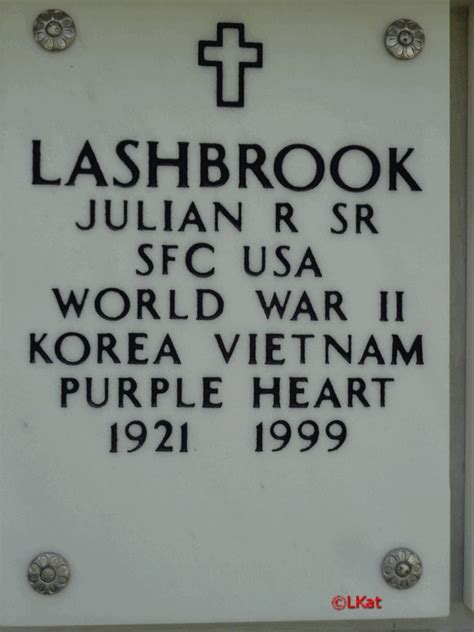 LASHBROOK
JULIAN R SR
SFC USA
WORLD WAR II
KOREA VIETNAM
PURPLE HEART
1921 1999
©LKat